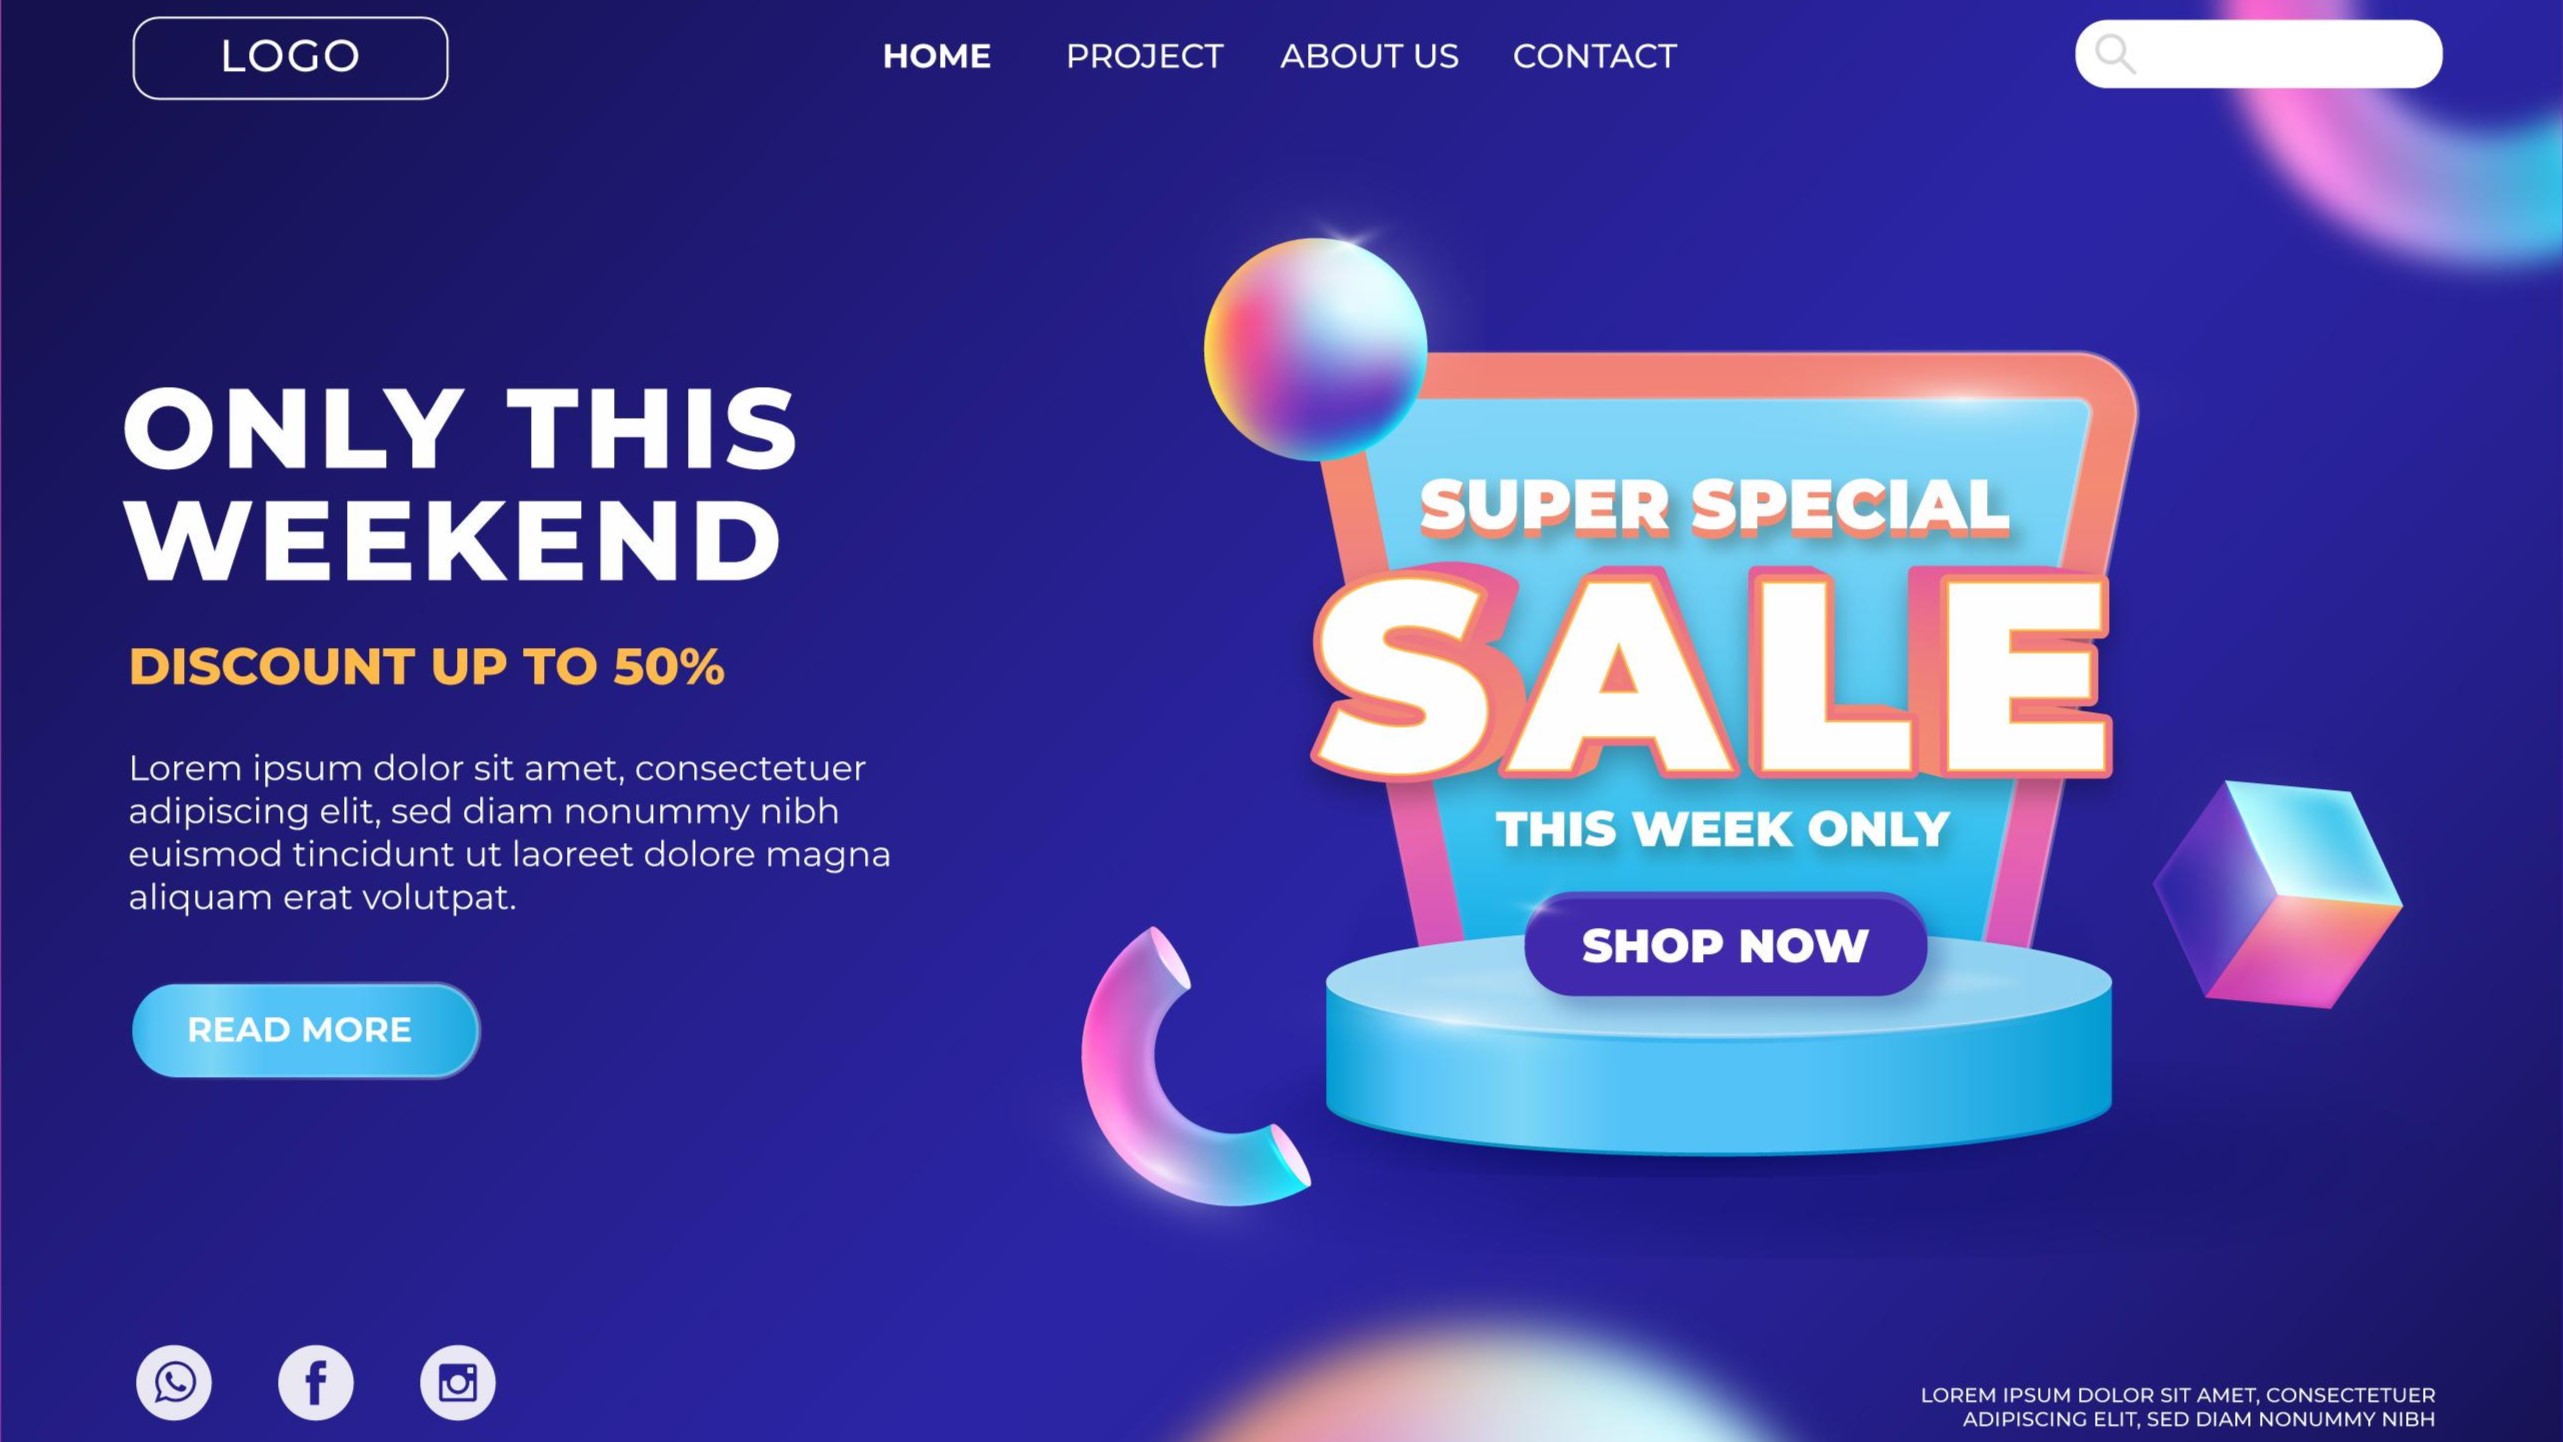 LOGO
HOME PROJECT ABOUT US CONTACT
ONLY THIS
WEEKEND
DISCOUNT UP TO 50%
Lorem ipsum dolor sit amet, consectetuer
adipiscing elit, sed diam nonummy nibh
euismod tincidunt ut laoreet dolore magna
aliquam erat volutpat.
READ MORE
SUPER SPECIAL
SALE
THIS WEEK ONLY
SHOP NOW
LOREM IPSUM DOLOR SIT AMET, CONSECTETUER
ADIPISCING ELIT, SED DIAM NONUMMY NIBH